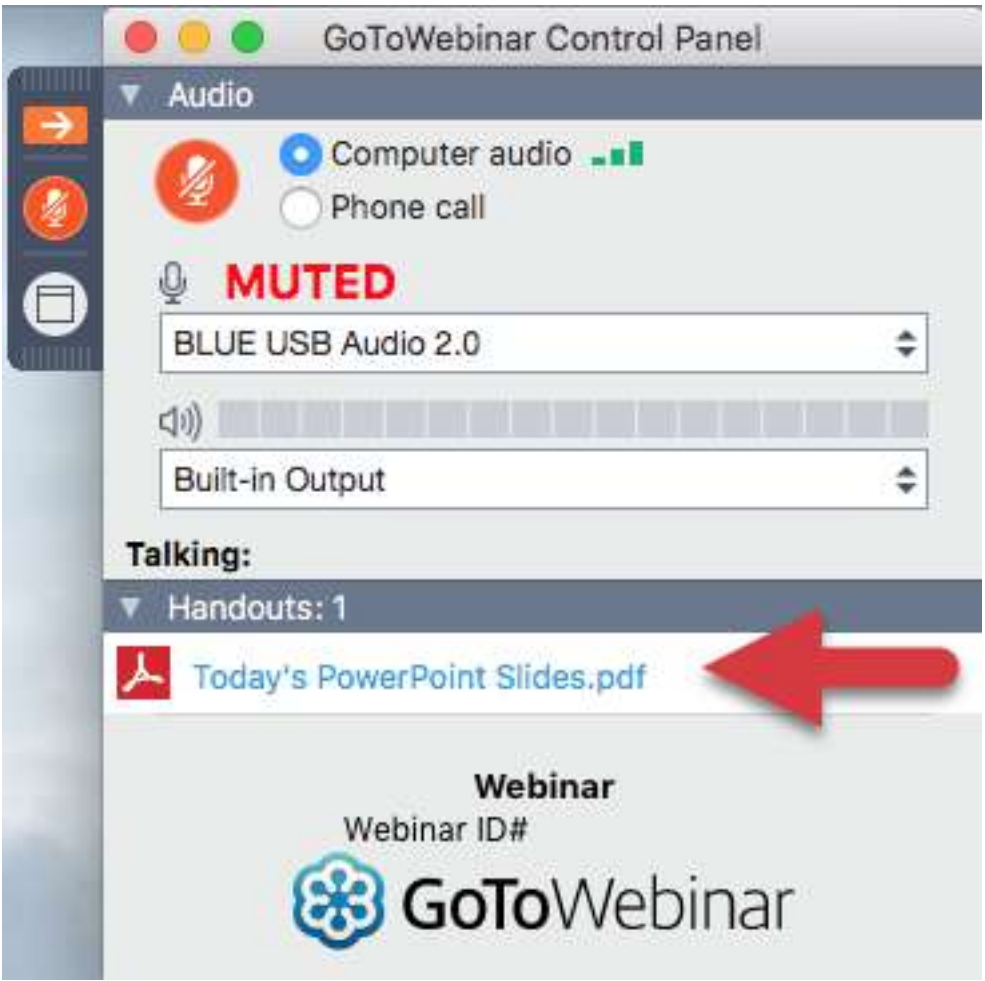 GoToWebinar Control Panel
Audio
Computer audio
Phone call
MUTED
BLUE USB Audio 2.0
Built-in Output
Talking:
Handouts: 1
Today's PowerPoint Slides.pdf
Webinar
Webinar ID#
GoToWebinar